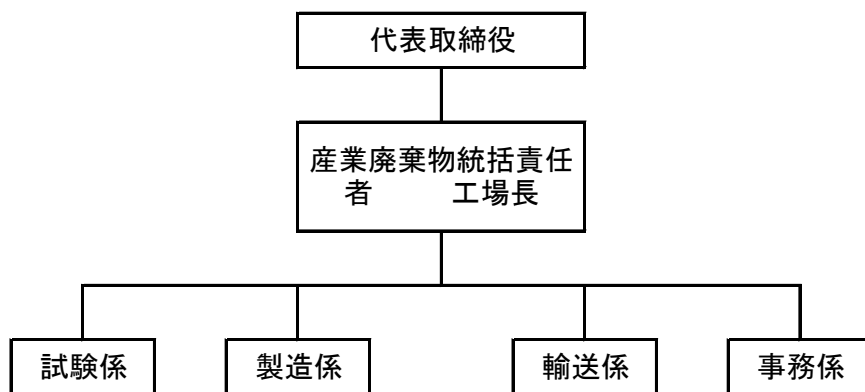 代表取締役
産業廃棄物統括責任
者　　　工場長
試験係
製造係
輸送係
事務係